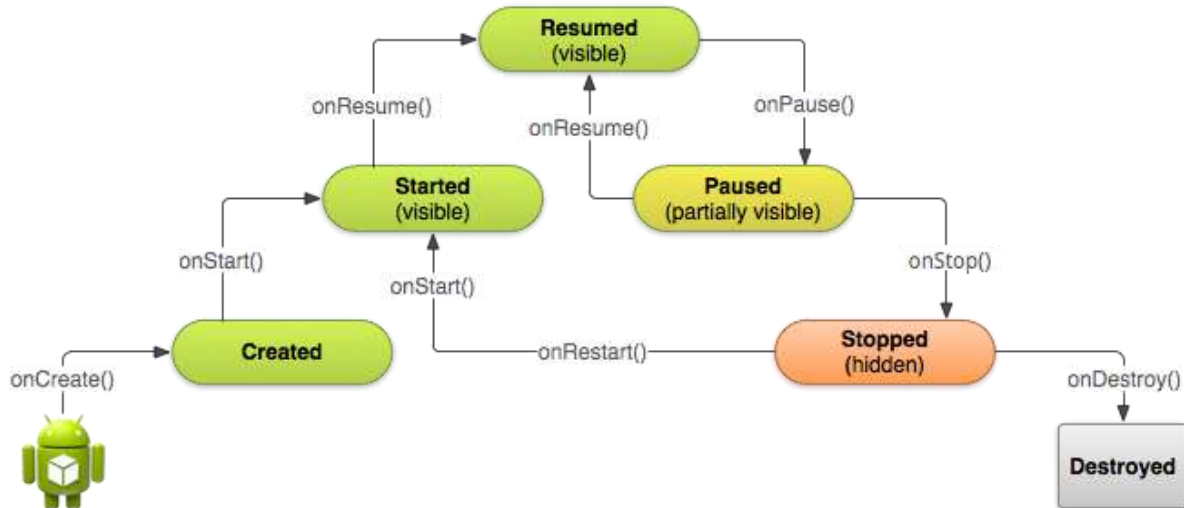 Resumed
(visible)
onResume()
onResume()
onPause()
Started
(visible)
Paused
(partially visible)
onStart()
onStart()
onStop()
Created
onRestart()
Stopped
(hidden)
onCreate()
onDestroy()
Destroyed